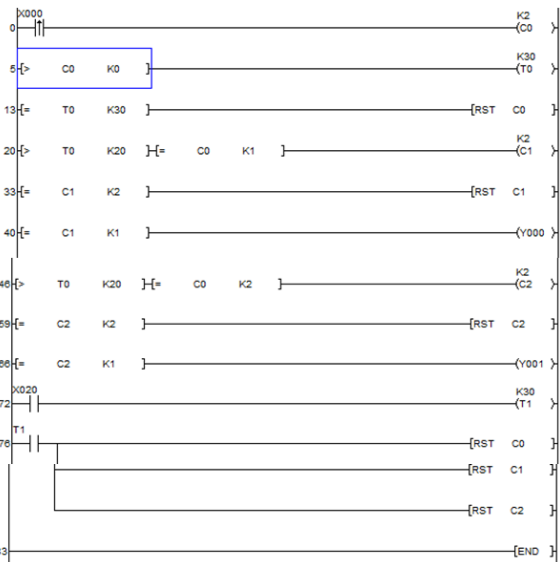 X000
K2
0 (C0 )
K30
5 [> C0 K0 ] (T0 )
13 [= T0 K30 ] [RST C0 ]
K2
20 [> T0 K20 ] [= C0 K1 ] (C1 )
33 [= C1 K2 ] [RST C1 ]
40 [= C1 K1 ] (Y000 )
K2
46 [> T0 K20 ] [= C0 K2 ] (C2 )
59 [= C2 K2 ] [RST C2 ]
66 [= C2 K1 ] (Y001 )
X020
K30
72 (T1 )
T1
76 [RST C0 ]
[RST C1 ]
[RST C2 ]
[END ]